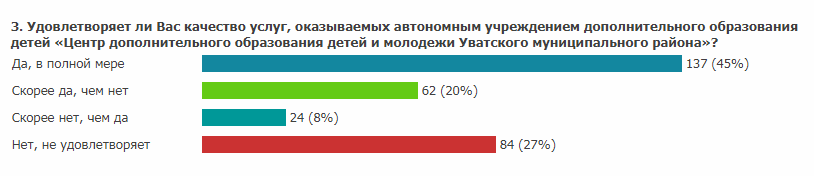 3. Удовлетворяет ли Вас качество услуг, оказываемых автономным учреждением дополнительного образования
детей «Центр дополнительного образования детей и молодежи Уватского муниципального района»?
Да, в полной мере 137 (45%)
Скорее да, чем нет 62 (20%)
Скорее нет, чем да 24 (8%)
Нет, не удовлетворяет 84 (27%)